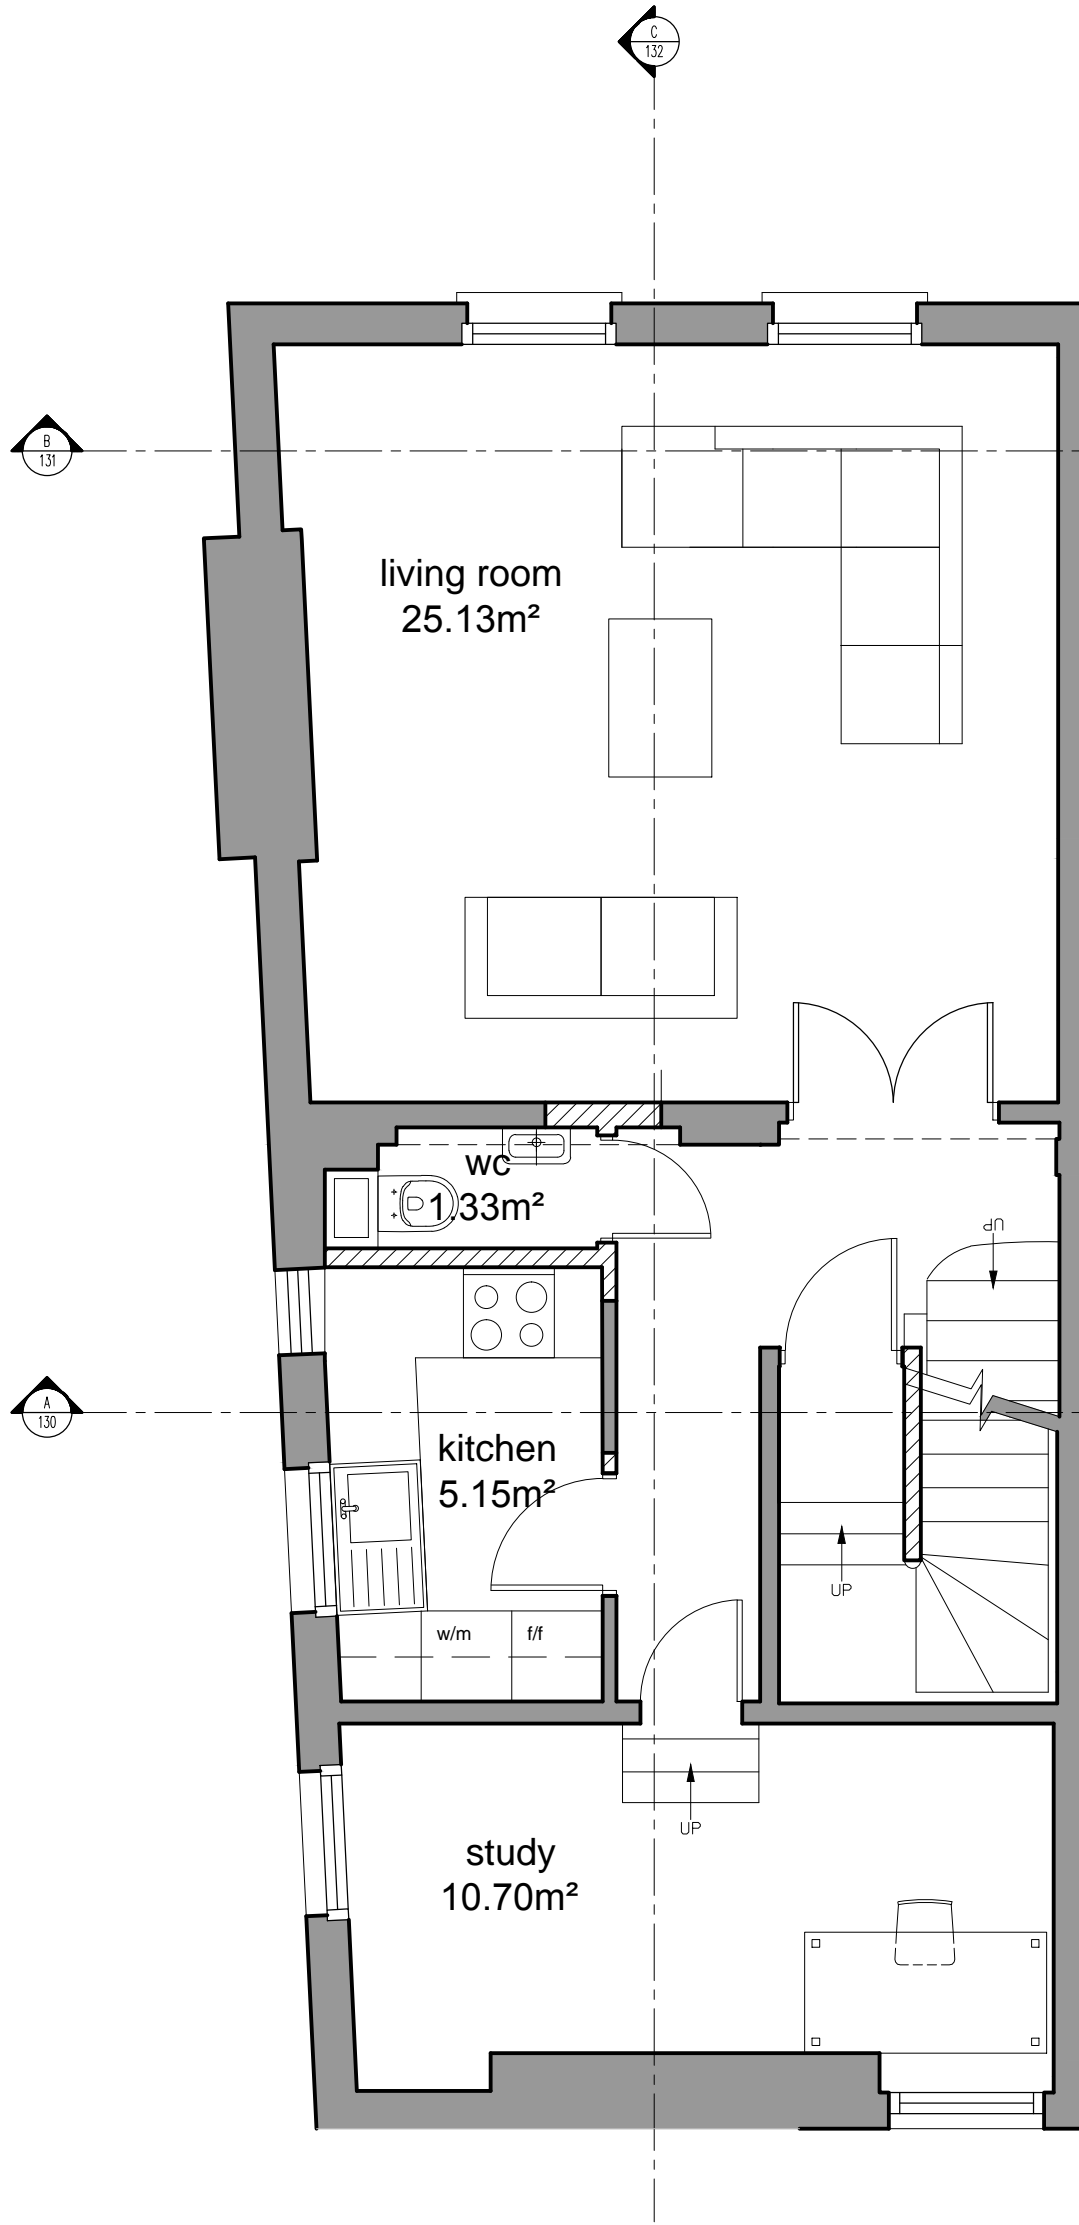 C
132
B
131
living room
25.13m²
wc
1.33m²
UP
A
130
kitchen
5.15m²
UP
w/m
f/f
UP
study
10.70m²